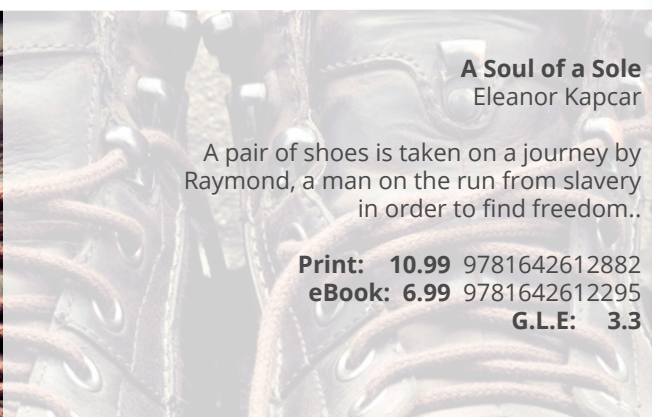 A Soul of a Sole
Eleanor Kapcar
A pair of shoes is taken on a journey by
Raymond, a man on the run from slavery
in order to find freedom..
Print: 10.99 9781642612882
eBook: 6.99 9781642612295
G.L.E: 3.3